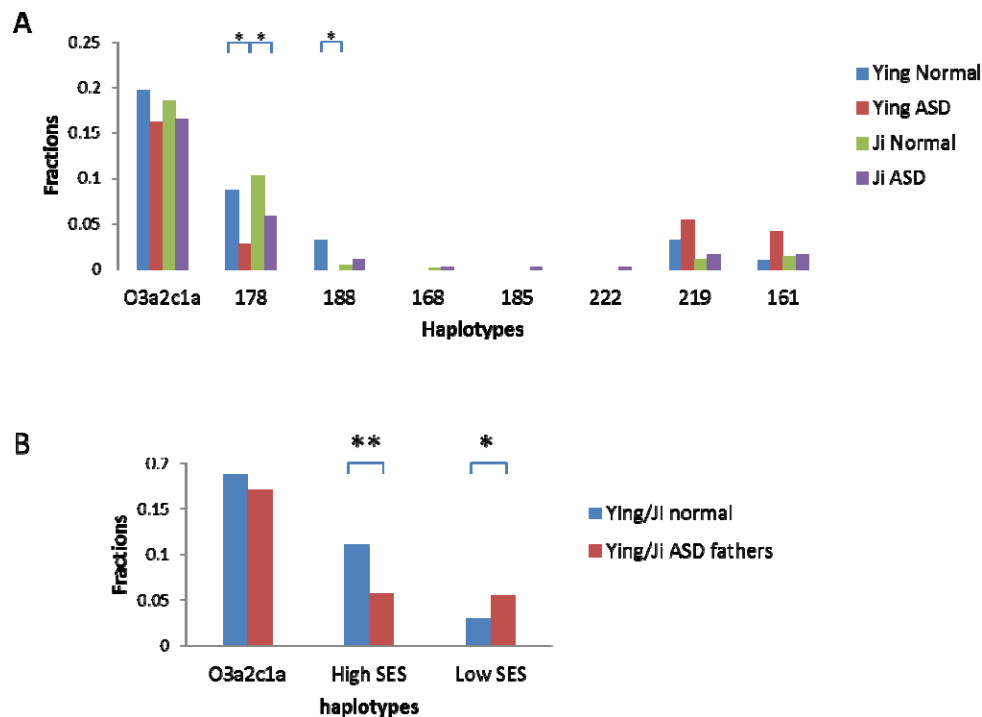 A
* * *
0.25
0.2
0.15
0.1
0.05
0
Fractions
O3a2c1a 178 188 168 185 222 219 161
Haplotypes
Ying Normal
Ying ASD
Ji Normal
Ji ASD
B
** *
0.7
0.15
0.1
0.05
0
Fractions
O3a2c1a High SES Low SES
haplotypes
Ying/Ji normal
Ying/Ji ASD fathers